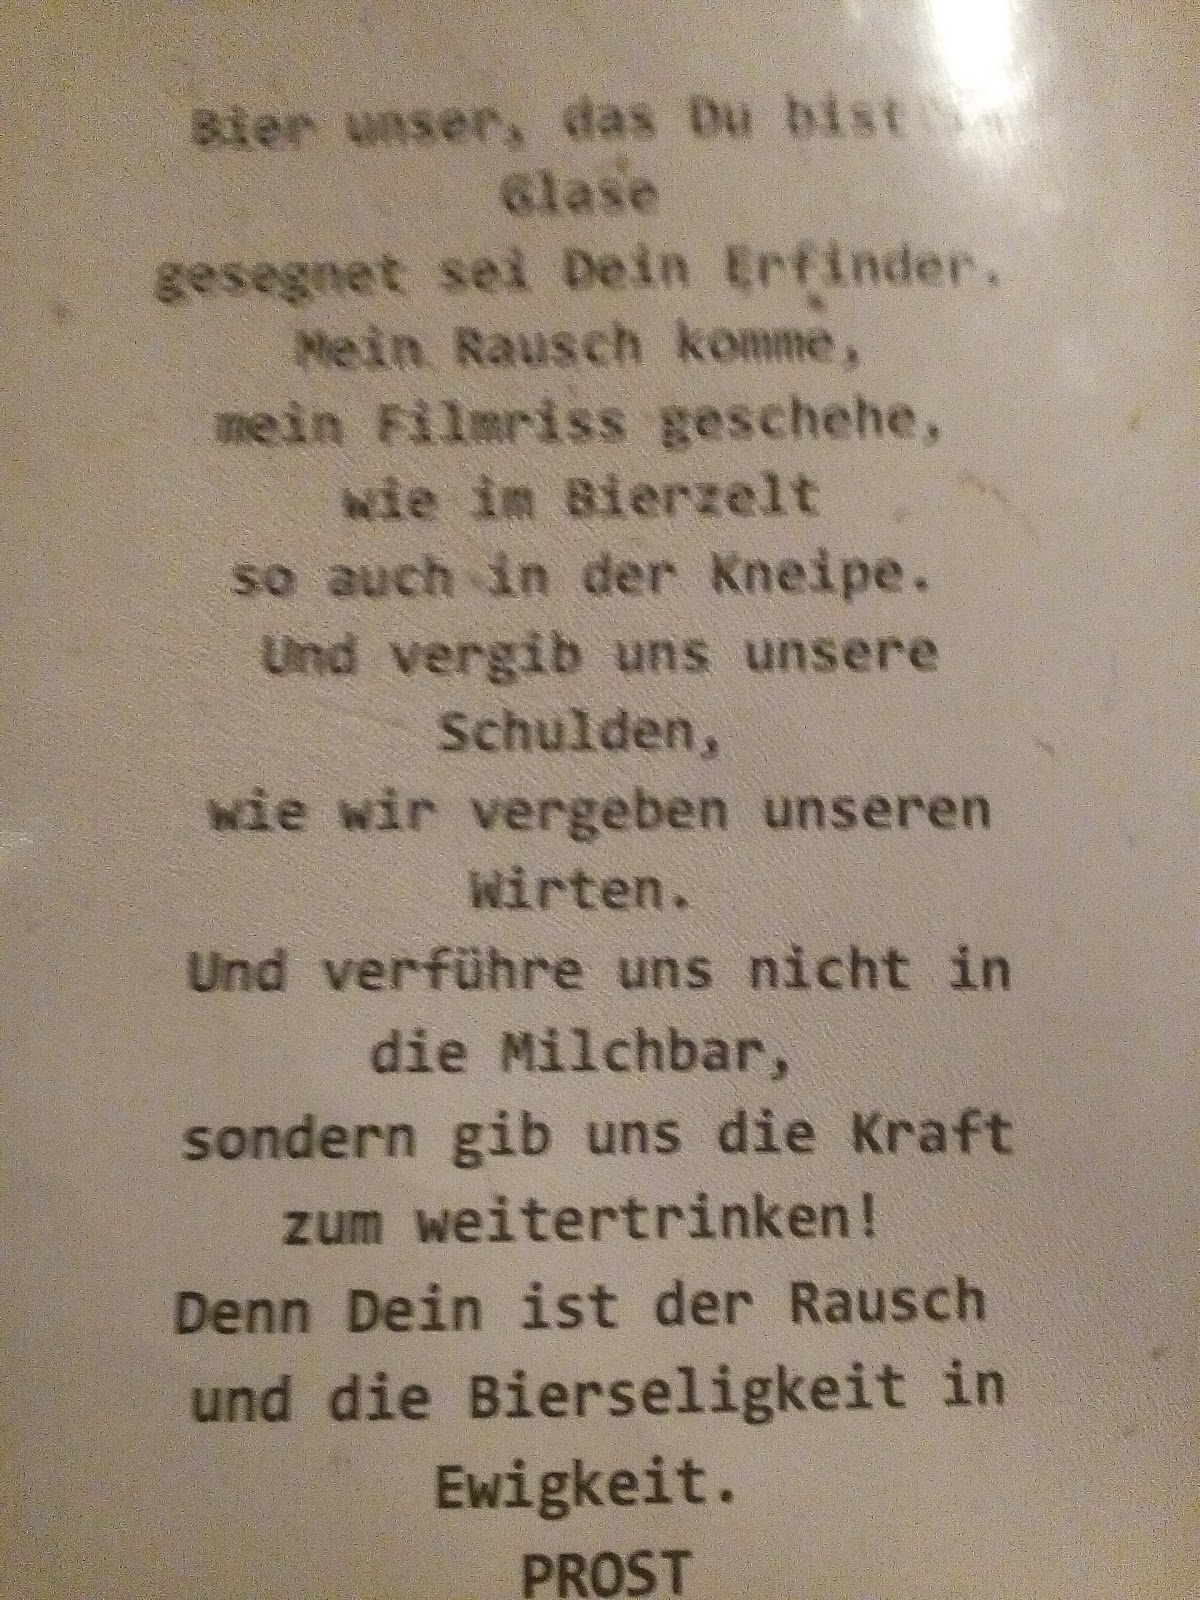 Bier unser, das Du bist
Glase
gesegnet sei Dein Erfinder.
Mein Rausch komme,
mein Filmriss geschehe,
wie im Bierzelt
so auch in der Kneipe.
Und vergib uns unsere
Schulden,
wie wir vergeben unseren
Wirten.
Und verführe uns nicht in
die Milchbar,
sondern gib uns die Kraft
zum weitertrinken!
Denn Dein ist der Rausch
und die Bierseligkeit in
Ewigkeit.
PROST